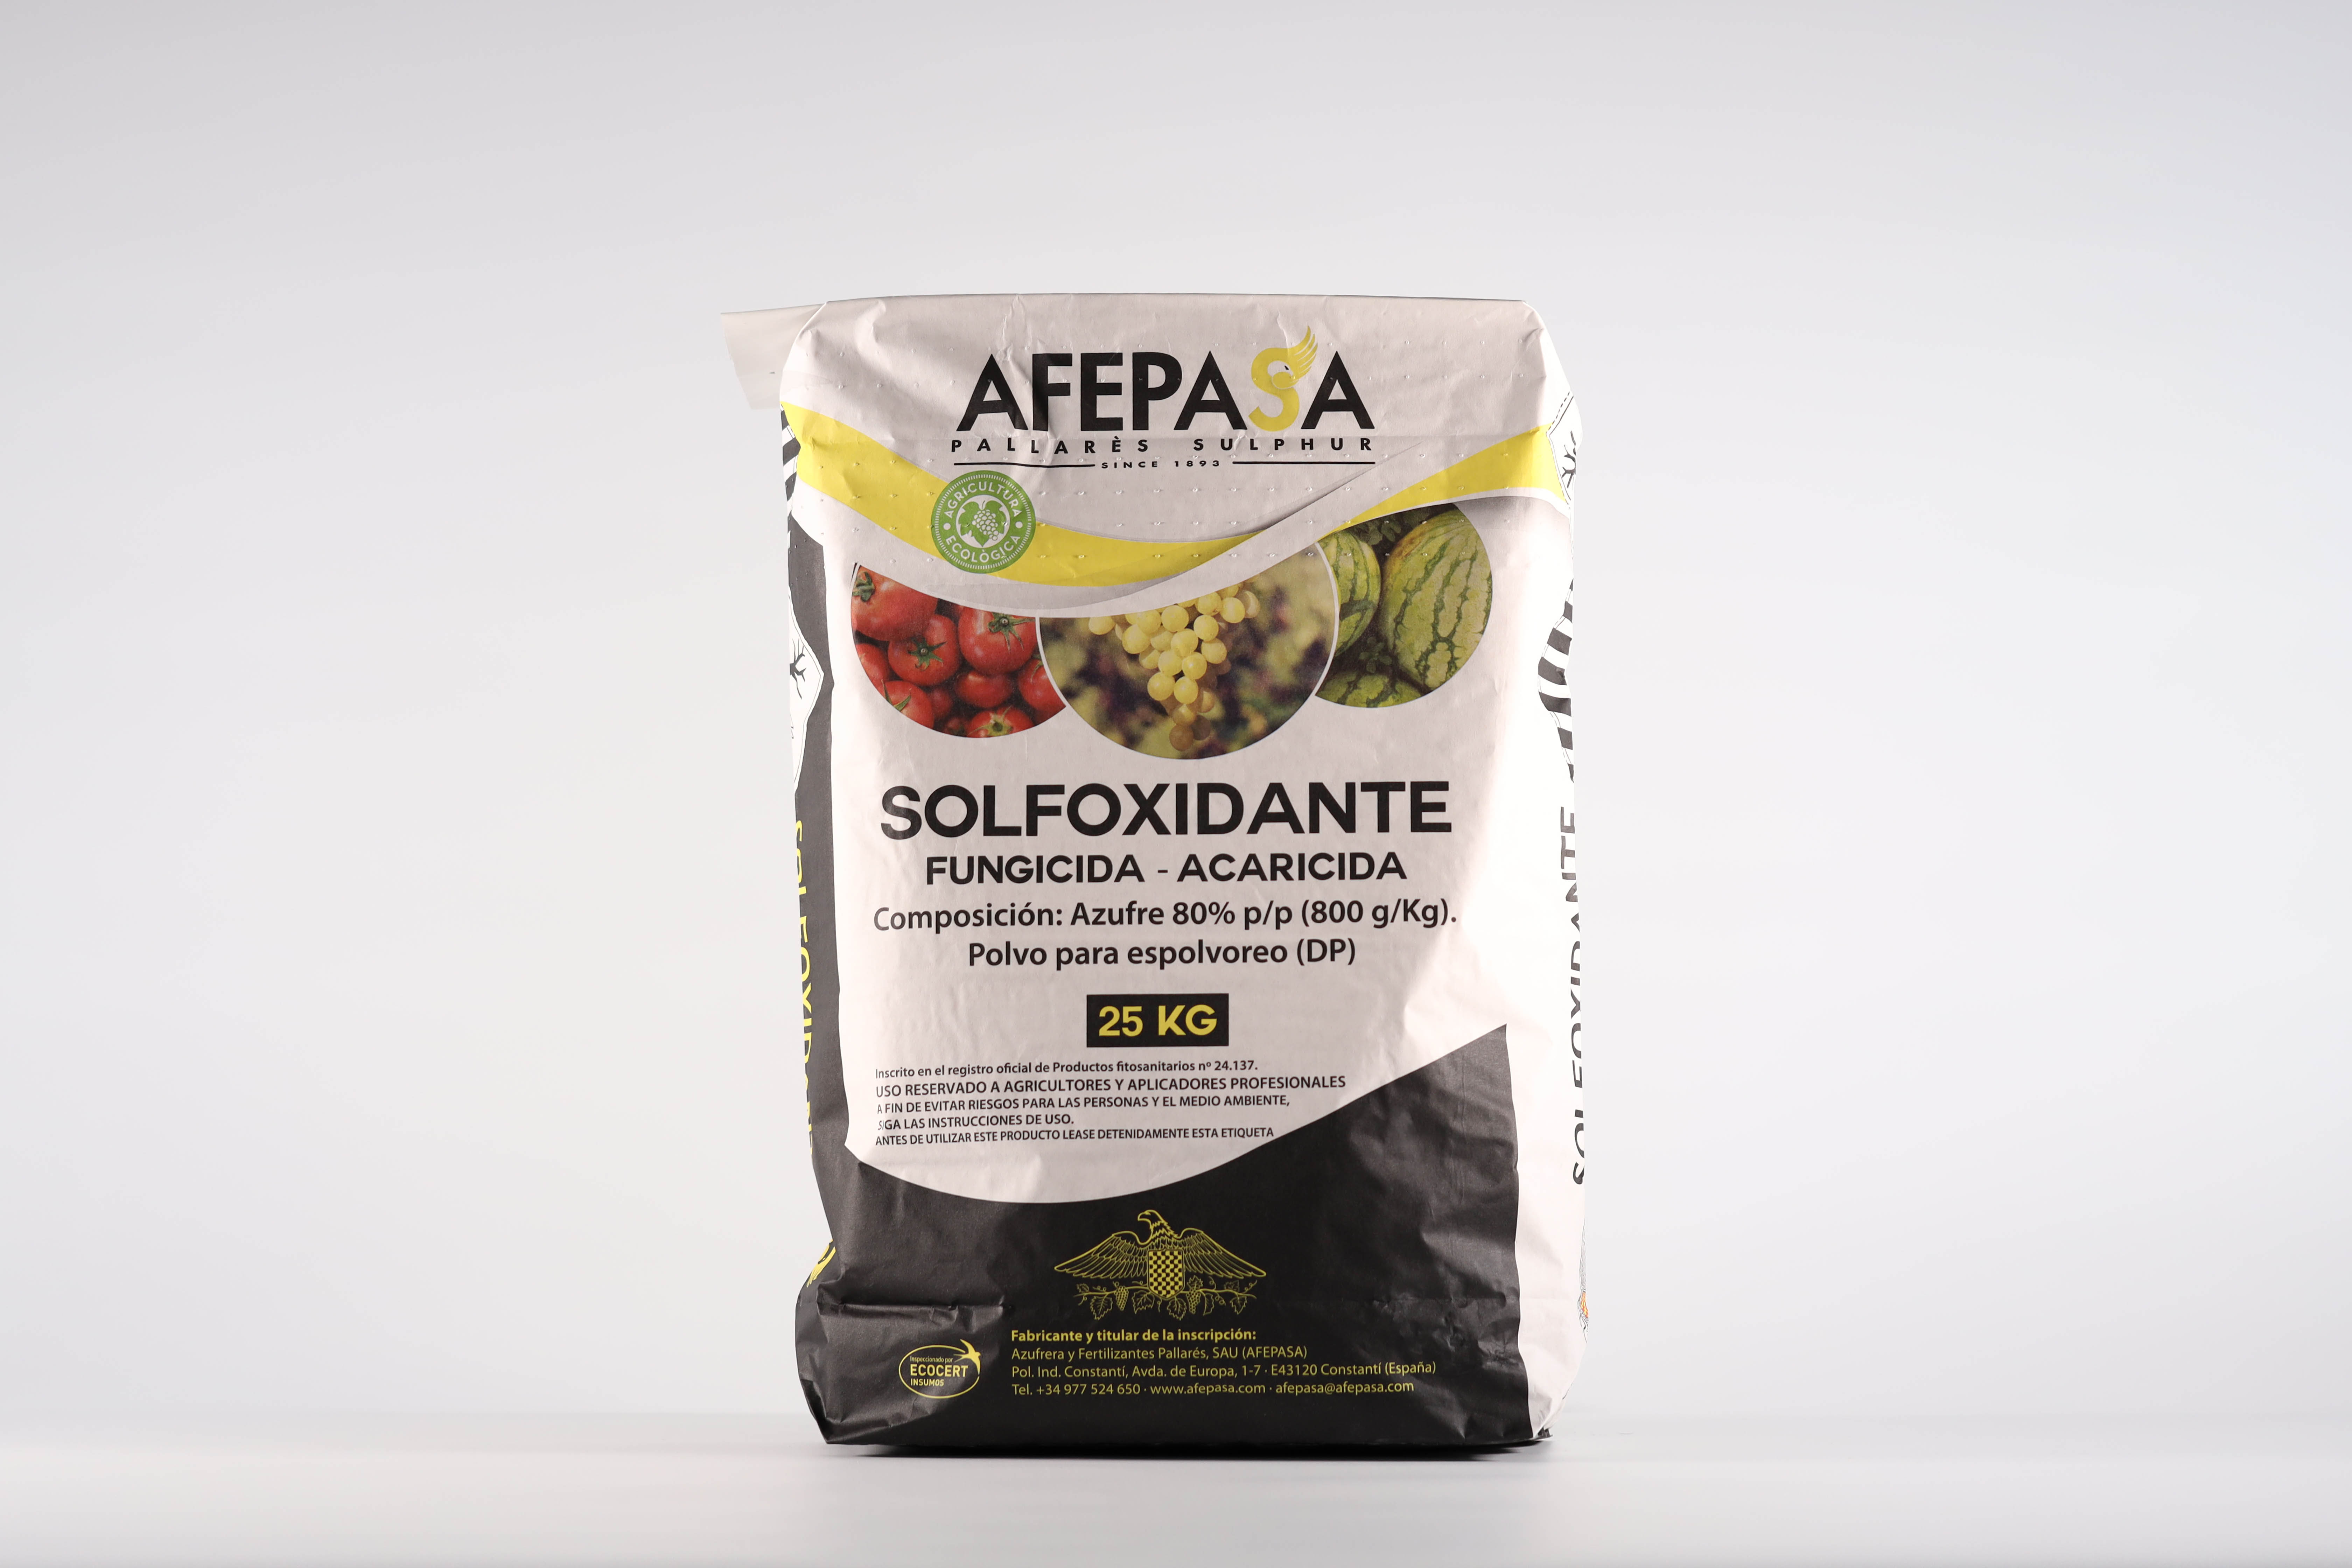 AFEPASA
PALLARÈS SULPHUR
SINCE 1893
AGRICULTURA
ECOLÒGICA
SOLFOXIDANTE
FUNGICIDA - ACARICIDA
Composición: Azufre 80% p/p (800 g/Kg).
Polvo para espolvoreo (DP)
25 KG
Inscrito en el registro oficial de Productos fitosanitarios nº 24.137.
USO RESERVADO A AGRICULTORES Y APLICADORES PROFESIONALES
A FIN DE EVITAR RIESGOS PARA LAS PERSONAS Y EL MEDIO AMBIENTE,
SIGA LAS INSTRUCCIONES DE USO.
ANTES DE UTILIZAR ESTE PRODUCTO LEASE DETENIDAMENTE ESTA ETIQUETA
Inspeccionado por
ECOCERT
INSUMOS
Fabricante y titular de la inscripción:
Azufrera y Fertilizantes Pallarés, SAU (AFEPASA)
Pol. Ind. Constantí, Avda. de Europa, 1-7 · E43120 Constantí (España)
Tel. +34 977 524 650 · www.afepasa.com · afepasa@afepasa.com
SOLFOXIDANTE
SOLFOXIDANTE